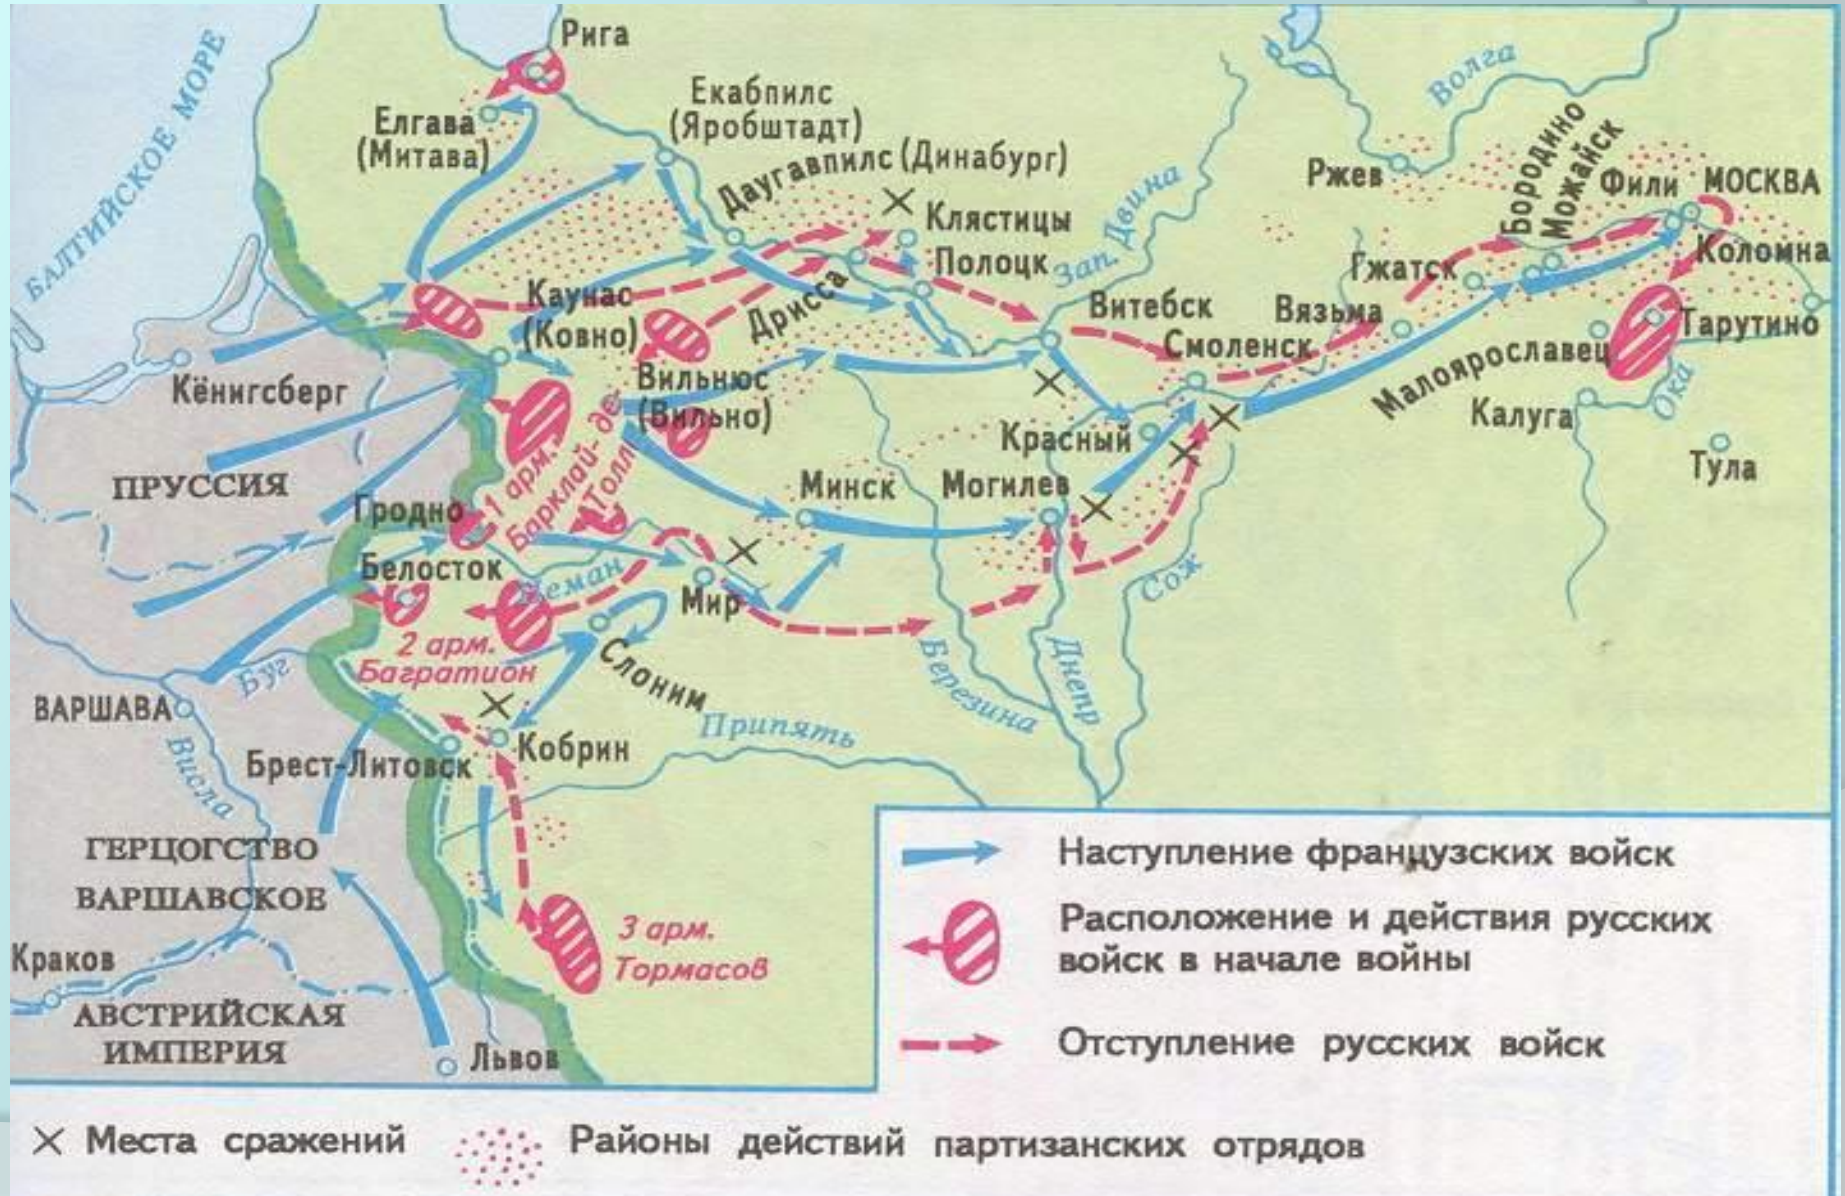 Рига
Елгава
(Митава)
Екабпилс
(Яробштадт)
Даугавпилс (Динабург)
БАЛТИЙСКОЕ МОРЕ
Клястицы
Полоцк
Дрисса
Зап. Двина
Волга
Ржев
Бородино
Можайск
Фили
МОСКВА
Коломна
Гжатск
Вязьма
Витебск
Смоленск
Каунас
(Ковно)
Кёнигсберг
Вильнюс
(Вильно)
Малоярославец
Тарутино
Калуга
Ока
Тула
Красный
Могилев
Минск
ПРУССИЯ
Гродно
1 арм.
Барклай-де-
Толли
Белосток
Неман
Мир
Сож
2 арм.
Багратион
Слоним
Березина
Днепр
Буг
ВАРШАВА
Висла
Припять
Брест-Литовск
Кобрин
ГЕРЦОГСТВО
ВАРШАВСКОЕ
3 арм.
Тормасов
Краков
АВСТРИЙСКАЯ
ИМПЕРИЯ
Львов
Наступление французских войск
Расположение и действия русских
войск в начале войны
Отступление русских войск
Места сражений
Районы действий партизанских отрядов